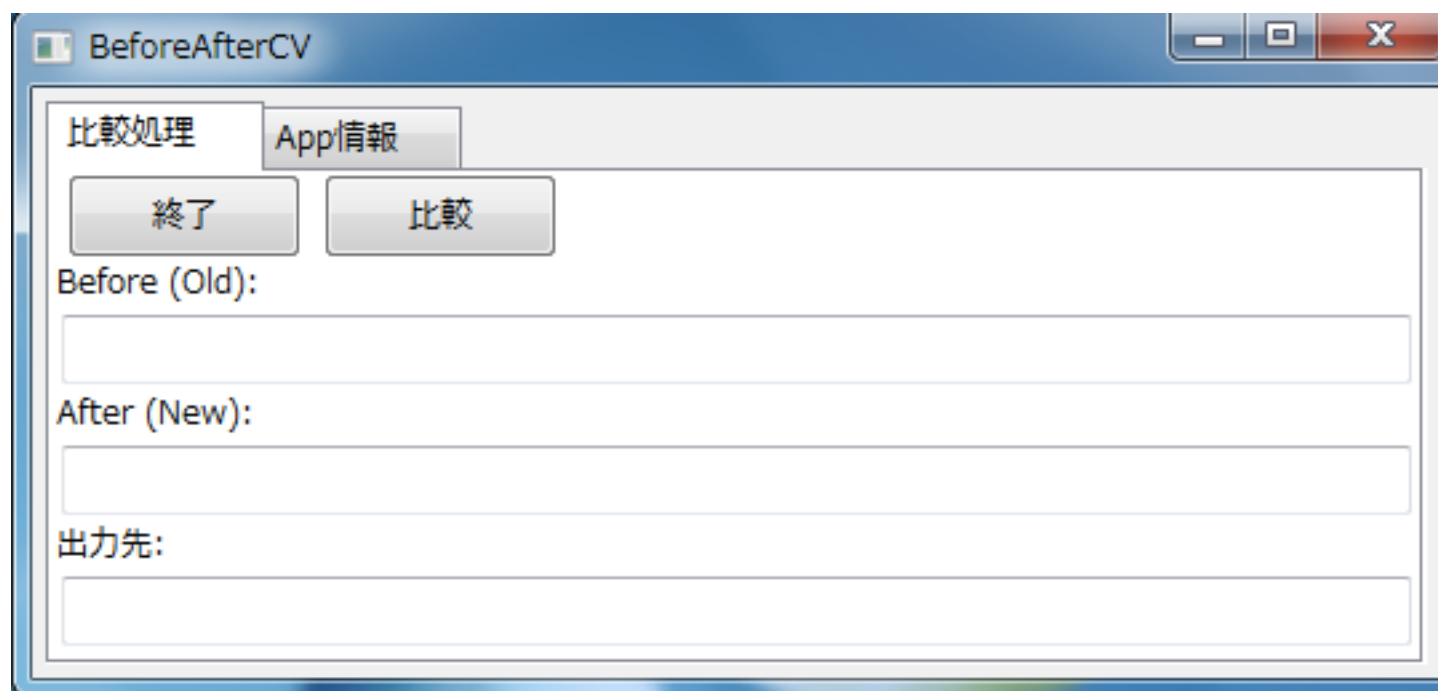 BeforeAfterCV
比較処理 App情報
終了 比較
Before (Old):
After (New):
出力先: